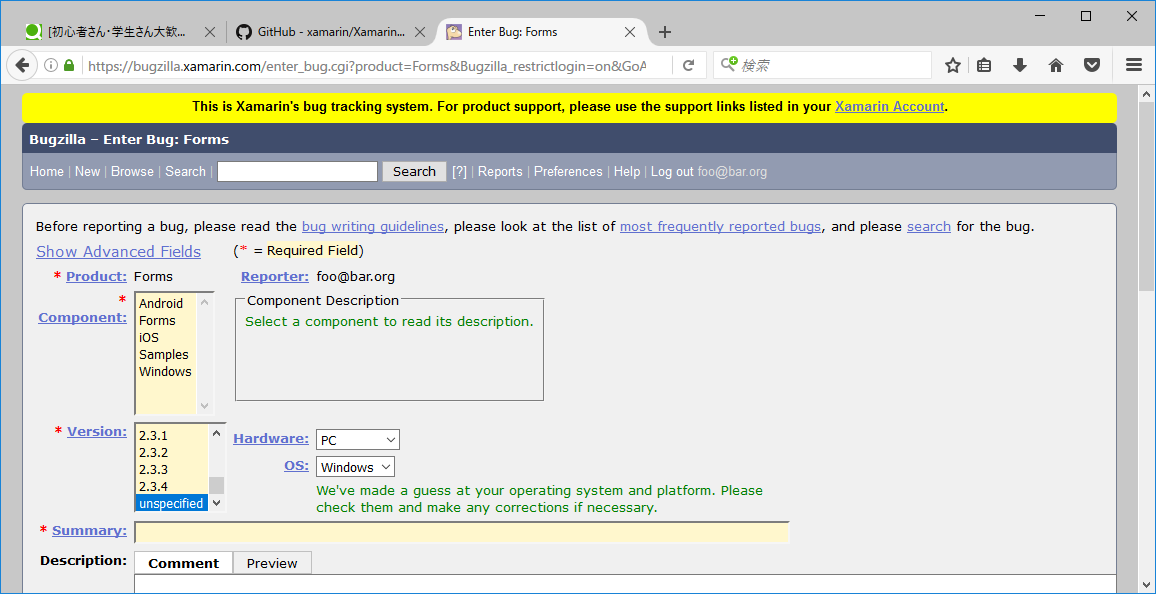 [初心者さん・学生さん大歓...
GitHub - xamarin/Xamarin...
Enter Bug: Forms
https://bugzilla.xamarin.com/enter_bug.cgi?product=Forms&Bugzilla_restrictlogin=on&GoA
検索
This is Xamarin's bug tracking system. For product support, please use the support links listed in your Xamarin Account.
Bugzilla – Enter Bug: Forms
Home | New | Browse | Search | Search [?] | Reports | Preferences | Help | Log out foo@bar.org
Before reporting a bug, please read the bug writing guidelines, please look at the list of most frequently reported bugs, and please search for the bug.
Show Advanced Fields (* = Required Field)
* Product: Forms Reporter: foo@bar.org
* Component:
Android
Forms
iOS
Samples
Windows
Component Description
Select a component to read its description.
* Version:
2.3.1
2.3.2
2.3.3
2.3.4
unspecified
Hardware: PC
OS: Windows
We've made a guess at your operating system and platform. Please
check them and make any corrections if necessary.
* Summary:
Description: Comment Preview